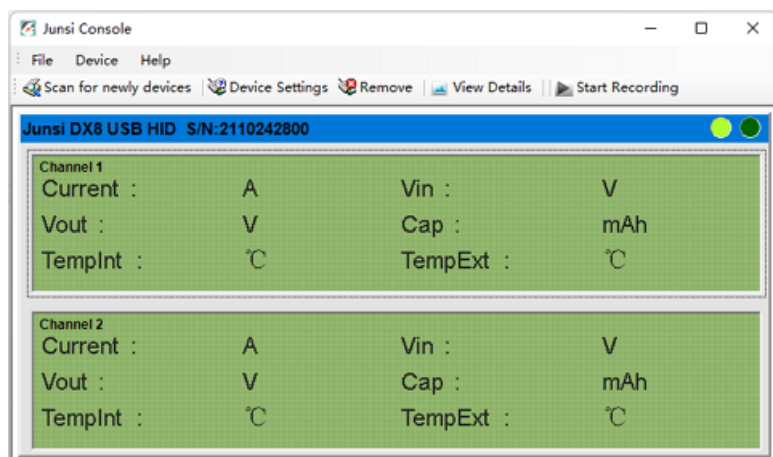 Junsi Console
File Device Help
Scan for newly devices Device Settings Remove View Details Start Recording
Junsi DX8 USB HID S/N:2110242800
Channel 1
Current : A Vin : V
Vout : V Cap : mAh
TempInt : ℃ TempExt : ℃
Channel 2
Current : A Vin : V
Vout : V Cap : mAh
TempInt : ℃ TempExt : ℃